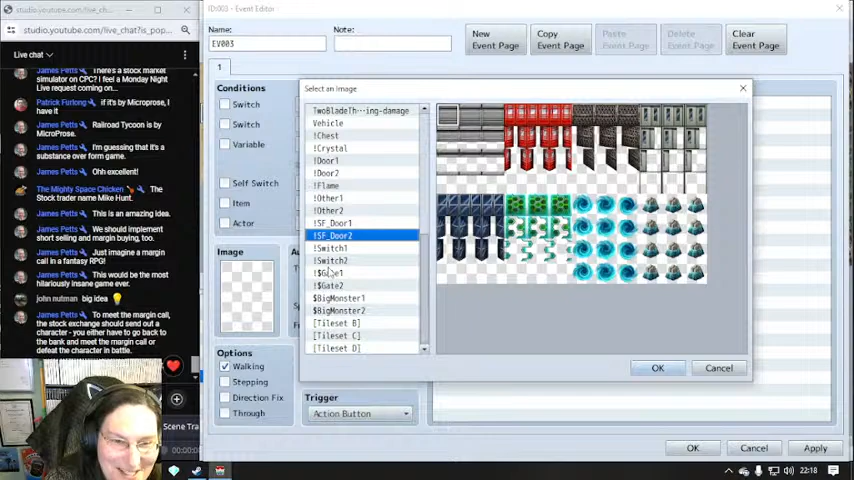 studio.youtube.com/live_chat?is_pop...
studio.youtube.com/live_chat?is_pop...
Live chat
James Petts There's a stock market
simulator on CPC? I feel a Monday Night
Live request coming on...
Patrick Furlong if it's by Microprose, I
have it
James Petts Railroad Tycoon is by
MicroProse.
James Petts I'm guessing that it's a
substance over form game.
James Petts Ohh excellent!
The Mighty Space Chicken The
Stock trader name Mike Hunt.
James Petts This is an amazing idea.
James Petts We should implement
short selling and margin buying, too.
James Petts Just imagine a margin
call in a fantasy RPG!
James Petts This would be the most
hilariously insane game ever.
john nutman big idea
James Petts To meet the margin call,
the stock exchange should send out a
character - you either have to go back to
the bank and meet the margin call or
defeat the character in battle.
Scene Tra
ID:003 - Event Editor
Name:
EV003
Note:
New
Event Page
Copy
Event Page
Paste
Event Page
Delete
Event Page
Clear
Event Page
1
Conditions
Switch
Switch
Variable
Self Switch
Item
Actor
Image
Options
Walking
Stepping
Direction Fix
Through
Trigger
Action Button
OK
Cancel
Apply
Select an Image
TwoBladeTh...ing-damage
Vehicle
!Chest
!Crystal
!Door1
!Door2
!Flame
!Other1
!Other2
!SF_Door1
!SF_Door2
!Switch1
!Switch2
!$Gate1
!$Gate2
$BigMonster1
$BigMonster2
[Tileset B]
[Tileset C]
[Tileset D]
OK
Cancel
22:18